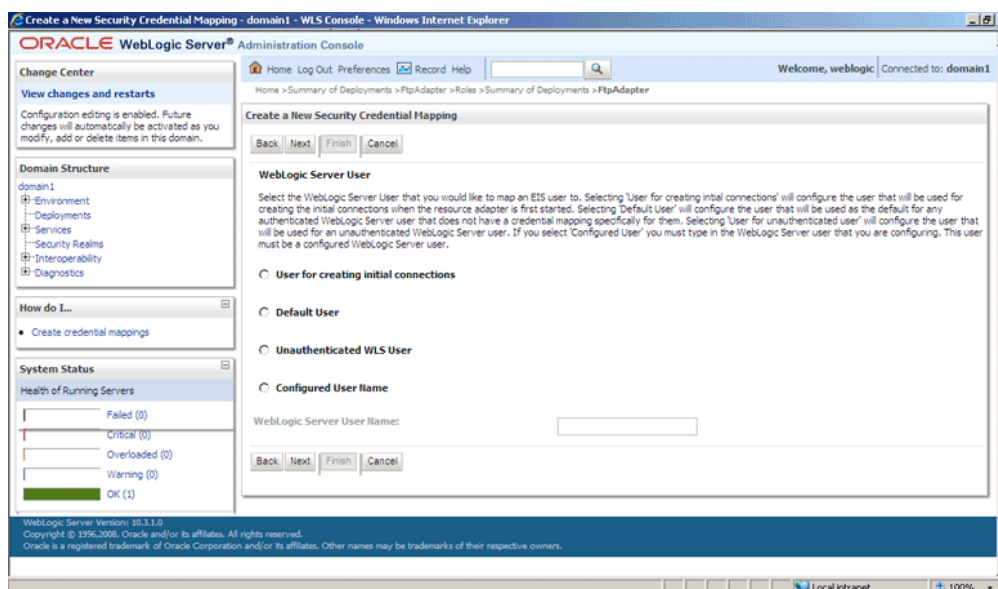 Create a New Security Credential Mapping - domain1 - WLS Console - Windows Internet Explorer
ORACLE WebLogic Server® Administration Console
Change Center
View changes and restarts
Configuration editing is enabled. Future
changes will automatically be activated as you
modify, add or delete items in this domain.
Domain Structure
domain1
Environment
Deployments
Services
Security Realms
Interoperability
Diagnostics
How do I...
Create credential mappings
System Status
Health of Running Servers
Failed (0)
Critical (0)
Overloaded (0)
Warning (0)
OK (1)
Home Log Out Preferences Record Help
Welcome, weblogic Connected to: domain1
Home >Summary of Deployments >FtpAdapter >Roles >Summary of Deployments >FtpAdapter
Create a New Security Credential Mapping
Back Next Finish Cancel
WebLogic Server User
Select the WebLogic Server User that you would like to map an EIS user to. Selecting 'User for creating intial connections' will configure the user that will be used for
creating the initial connections when the resource adapter is first started. Selecting 'Default User' will configure the user that will be used as the default for any
authenticated WebLogic Server user that does not have a credential mapping specifically for them. Selecting 'User for unauthenticated user' will configure the user that
will be used for an unauthenticated WebLogic Server user. If you select 'Configured User' you must type in the WebLogic Server user that you are configuring. This user
must be a configured WebLogic Server user.
User for creating initial connections
Default User
Unauthenticated WLS User
Configured User Name
WebLogic Server User Name:
Back Next Finish Cancel
WebLogic Server Version: 10.3.1.0
Copyright © 1996,2008, Oracle and/or its affiliates. All rights reserved.
Oracle is a registered trademark of Oracle Corporation and/or its affiliates. Other names may be trademarks of their respective owners.
Local intranet
100%